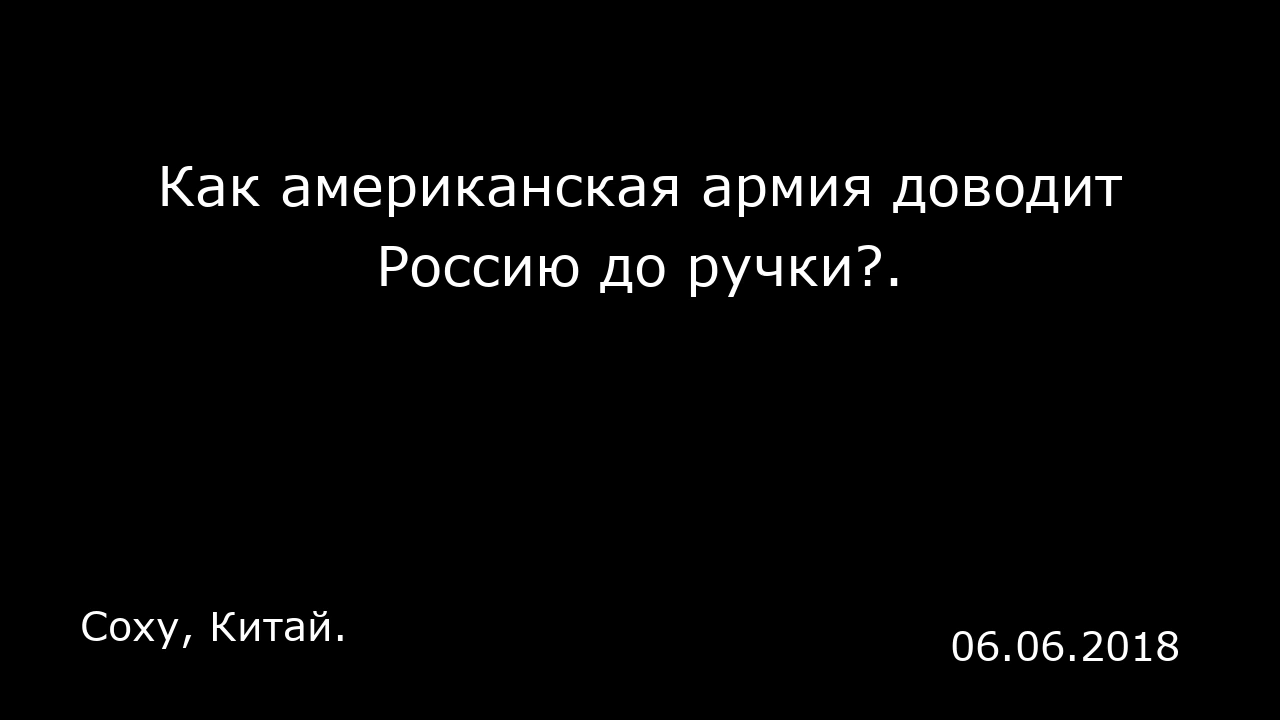 Как американская армия доводит
Россию до ручки?.
Соху, Китай.
06.06.2018